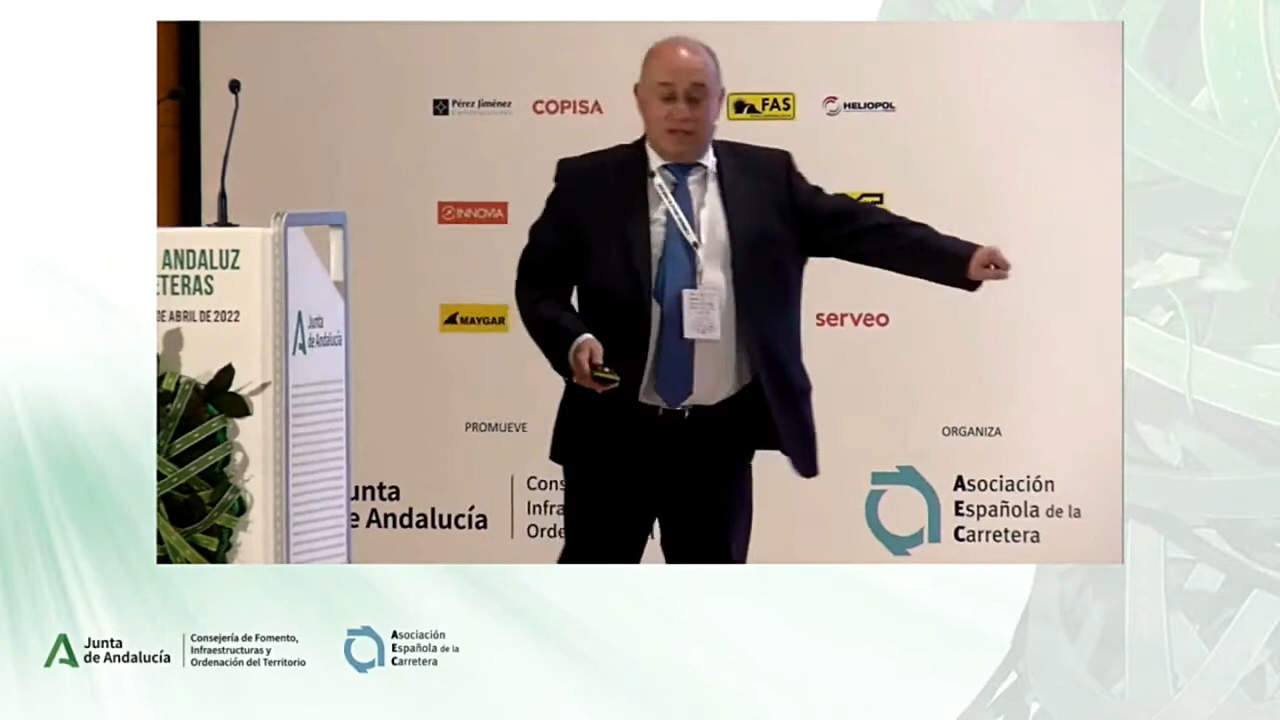 Pérez Jiménez
COPISA
FAS
HELIOPOL
INNOVIA
ANDALUZ
ETERAS
DE ABRIL DE 2022
Junta
de Andalucía
MAYGAR
serveo
PROMUEVE
ORGANIZA
unta
e Andalucía
Cons
Infra
Orde
Asociación
Española de la
Carretera
Junta
de Andalucía
Consejería de Fomento,
Infraestructuras y
Ordenación del Territorio
Asociación
Española de la
Carretera